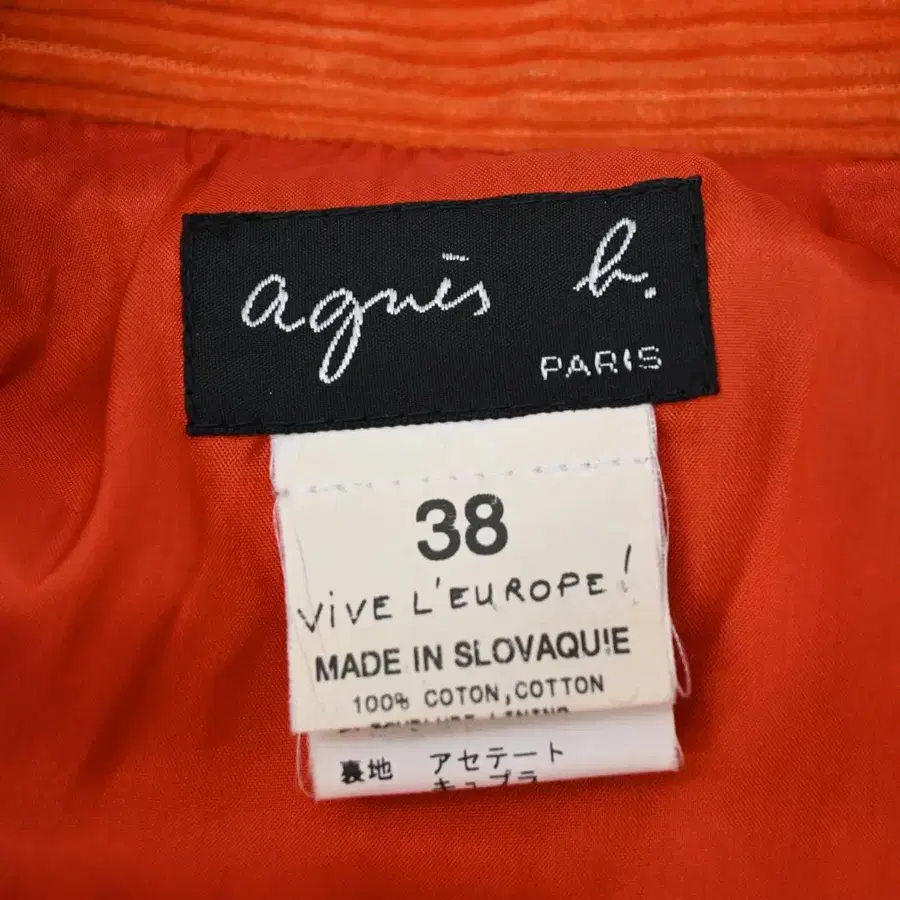 agnès b.
PARIS
38
VIVE L'EUROPE!
MADE IN SLOVAQUIE
100% COTON, COTTON
裏地 アセテート
キュプラ